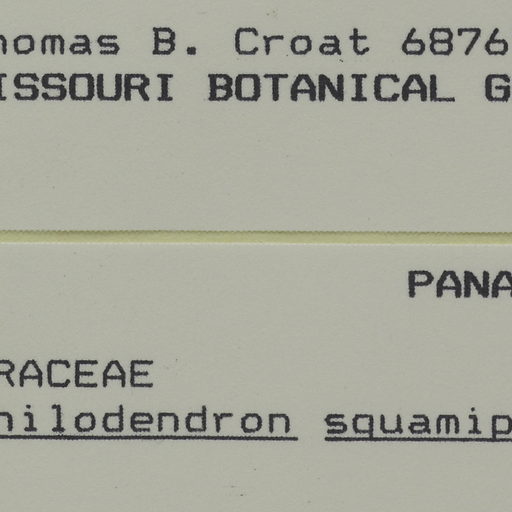 homas B. Croat 6876
ISSOURI BOTANICAL G
PANA
RACEAE
hilodendron squamip